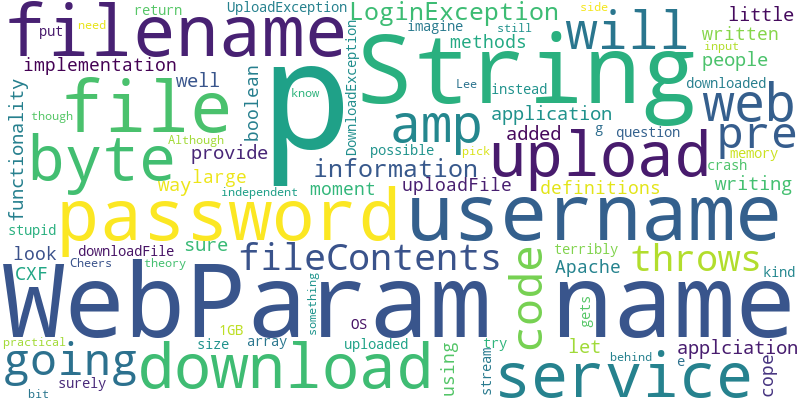 filename
return
UploadException
LoginException
imagine
side
still
little
put
need
methods
will
written
implementation
String
people
file
well
boolean
p
know
DownloadException
Lee
instead
input
downloaded
web
functionality
though
Although
amp
application
g
question
pre
byte
provide
possible
added
pick
memory
upload
crash
way
large
information
independent
moment
uploadFile
definitions
writing
stupid
password
username
look
downloadFile
sure
fileContents
code
terribly
throws
CXF
Cheers
theory
Apache
kind
WebParam
something
name
gets
practical
1GB
OS
going
download
size
array
uploaded
using
stream
try
let
applciation
bit
surely
service
behind
e
cope